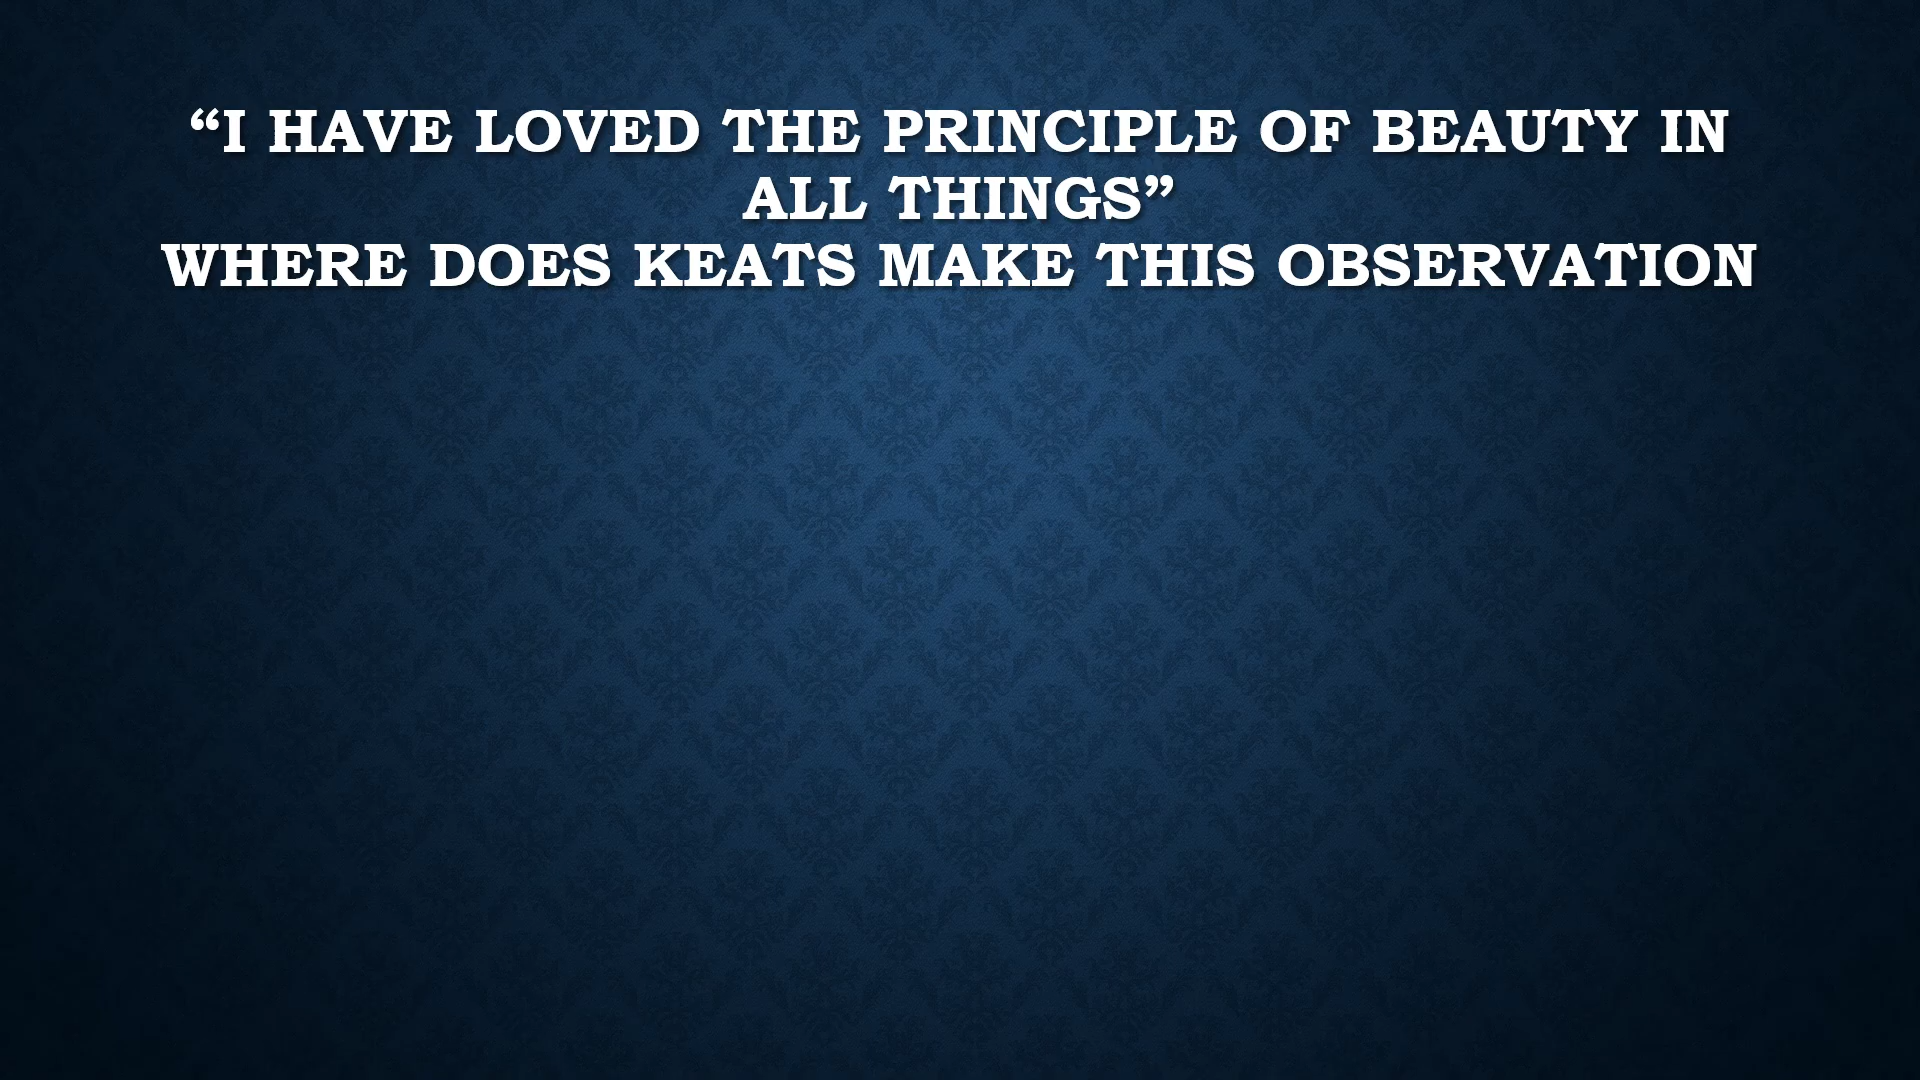 “I HAVE LOVED THE PRINCIPLE OF BEAUTY IN
ALL THINGS”
WHERE DOES KEATS MAKE THIS OBSERVATION